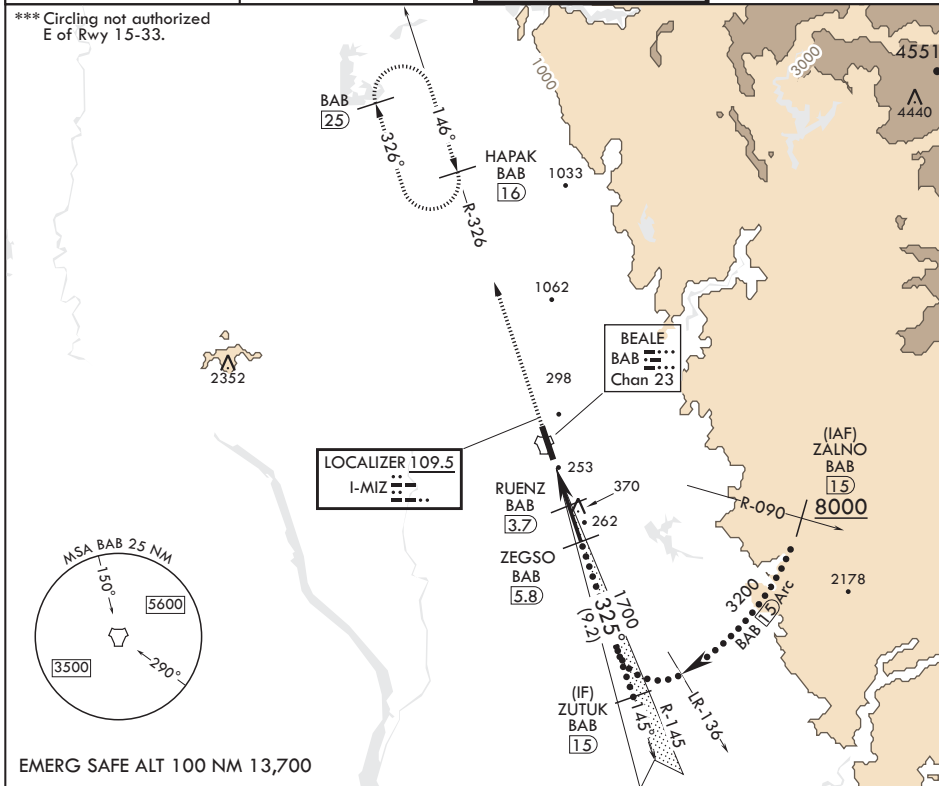 *** Circling not authorized
E of Rwy 15-33.
1000
3000
4551
4440
BAB
25
146°
326°
HAPAK
BAB
16
1033
R-326
1062
2352
BEALE
BAB
Chan 23
298
LOCALIZER 109.5
I-MIZ
253
370
RUENZ
BAB
3.7
262
ZEGSO
BAB
5.8
(IAF)
ZALNO
BAB
15
8000
R-090
2178
3200
BAB 15 Arc
1700
325°
(9.2)
(IF)
ZUTUK
BAB
15
145°
R-145
LR-136
MSA BAB 25 NM
150°
5600
3500
290°
EMERG SAFE ALT 100 NM 13,700